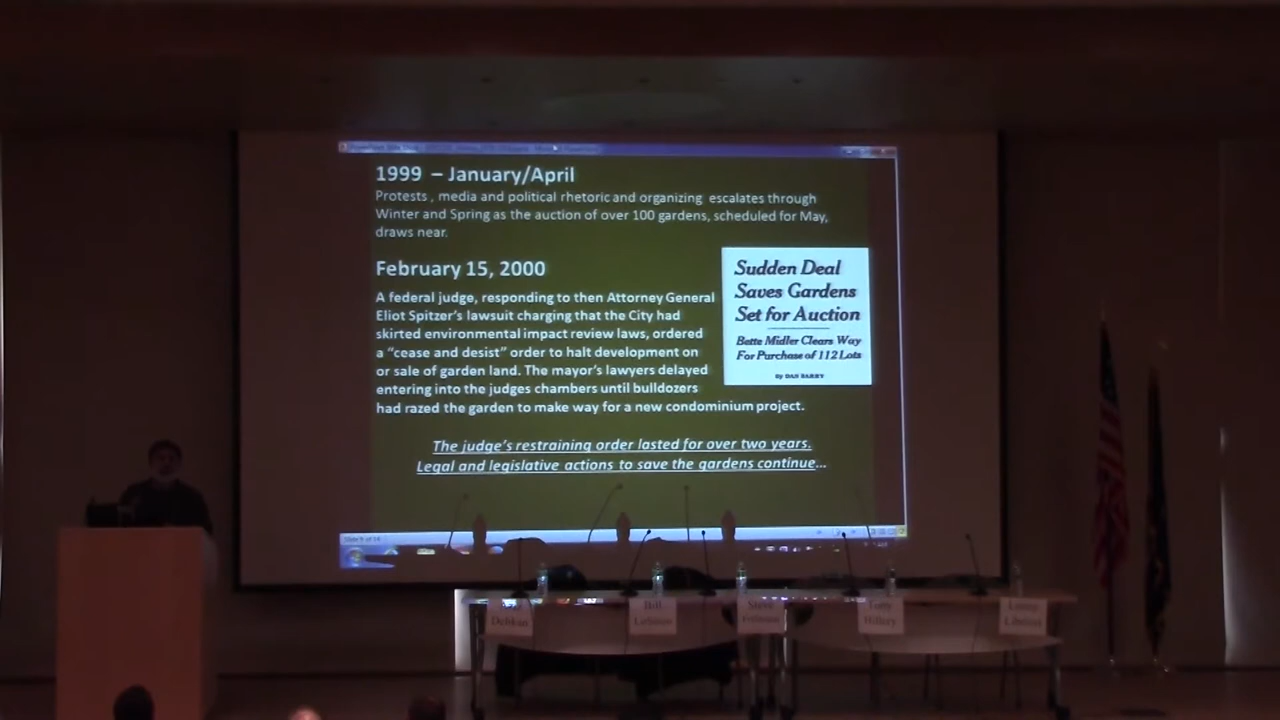 1999 – January/April
Protests, media and political rhetoric and organizing escalates through
Winter and Spring as the auction of over 100 gardens, scheduled for May,
draws near.
February 15, 2000
A federal judge, responding to then Attorney General
Eliot Spitzer's lawsuit charging that the City had
skirted environmental impact review laws, ordered
a "cease and desist" order to halt development on
or sale of garden land. The mayor's lawyers delayed
entering into the judges chambers until bulldozers
had razed the garden to make way for a new condominium project.
Sudden Deal
Saves Gardens
Set for Auction
Bette Midler Clears Way
For Purchase of 112 Lots
By DAN BARRY
The judge's restraining order lasted for over two years.
Legal and legislative actions to save the gardens continue...
Bill
Steve
Tony
Hillery